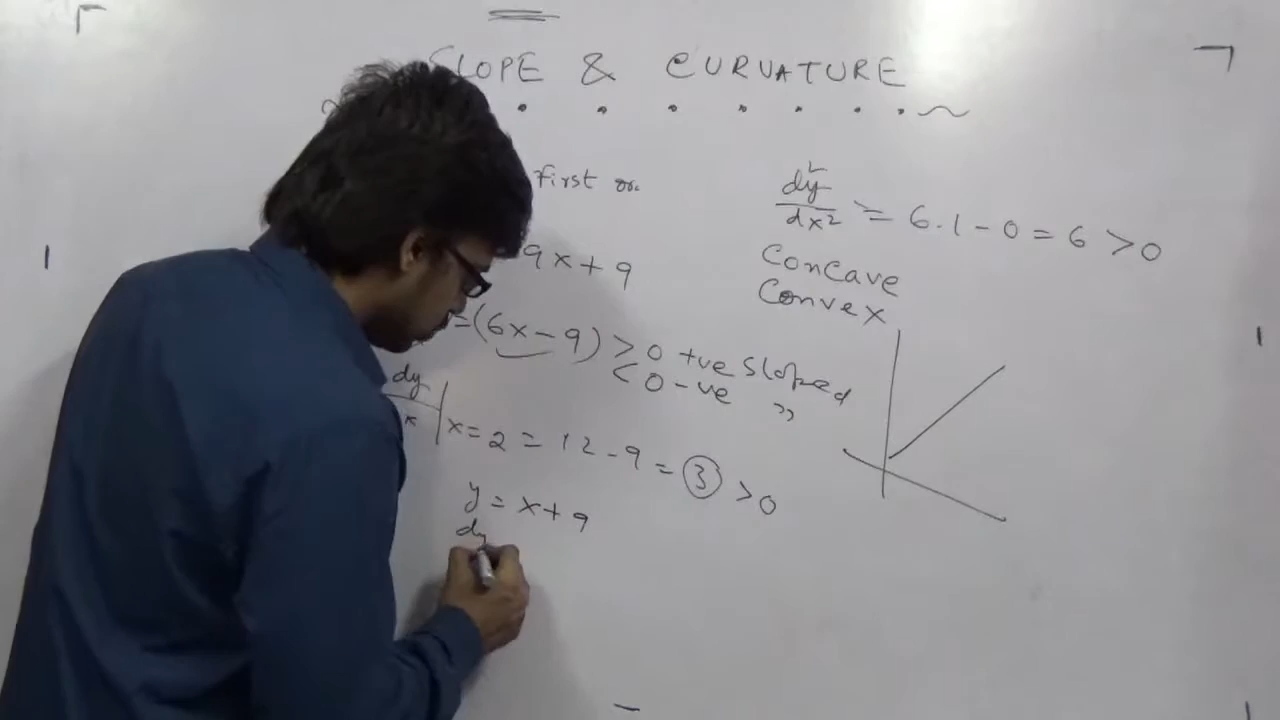 SLOPE & CURVATURE
First or.
9x + 9
= (6x - 9) > 0 +ve Sloped
< 0 -ve "
dy
x | x = 2 = 12 - 9 = 3 > 0
y = x + 9
dy
d²y
dx² = 6.1 - 0 = 6 > 0
Concave
Convex